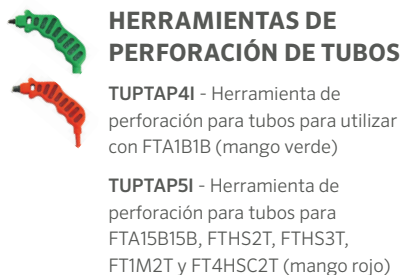 HERRAMIENTAS DE
PERFORACIÓN DE TUBOS
TUPTAP4I - Herramienta de
perforación para tubos para utilizar
con FTA1B1B (mango verde)
TUPTAP5I - Herramienta de
perforación para tubos para
FTA15B15B, FTHS2T, FTHS3T,
FT1M2T y FT4HSC2T (mango rojo)